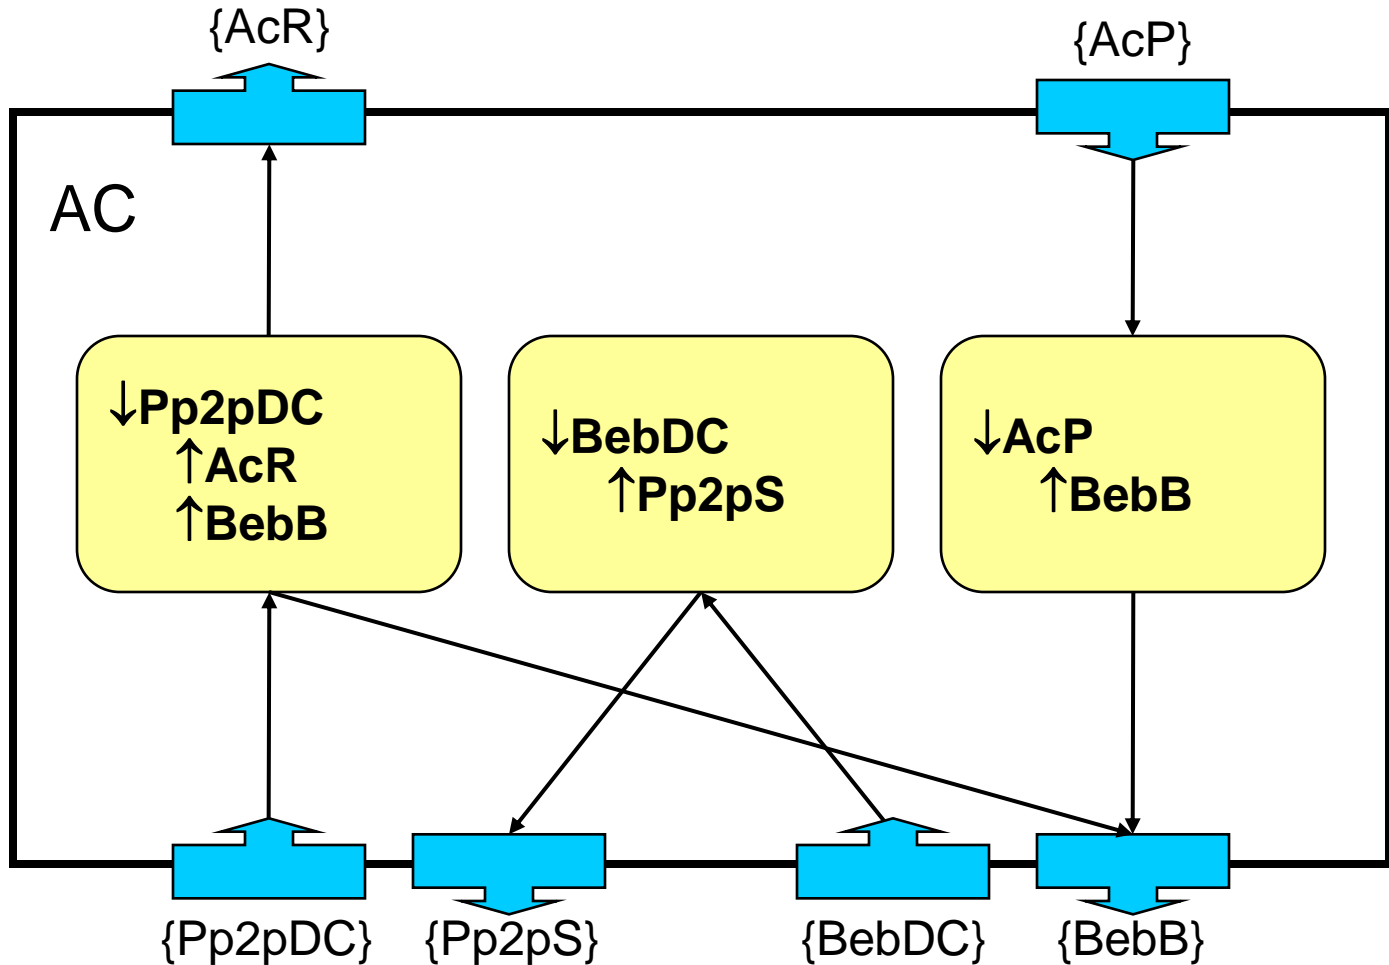 {AcR}
{AcP}
AC
↓Pp2pDC
↑AcR
↑BebB
↓BebDC
↑Pp2pS
↓AcP
↑BebB
{Pp2pDC}
{Pp2pS}
{BebDC}
{BebB}